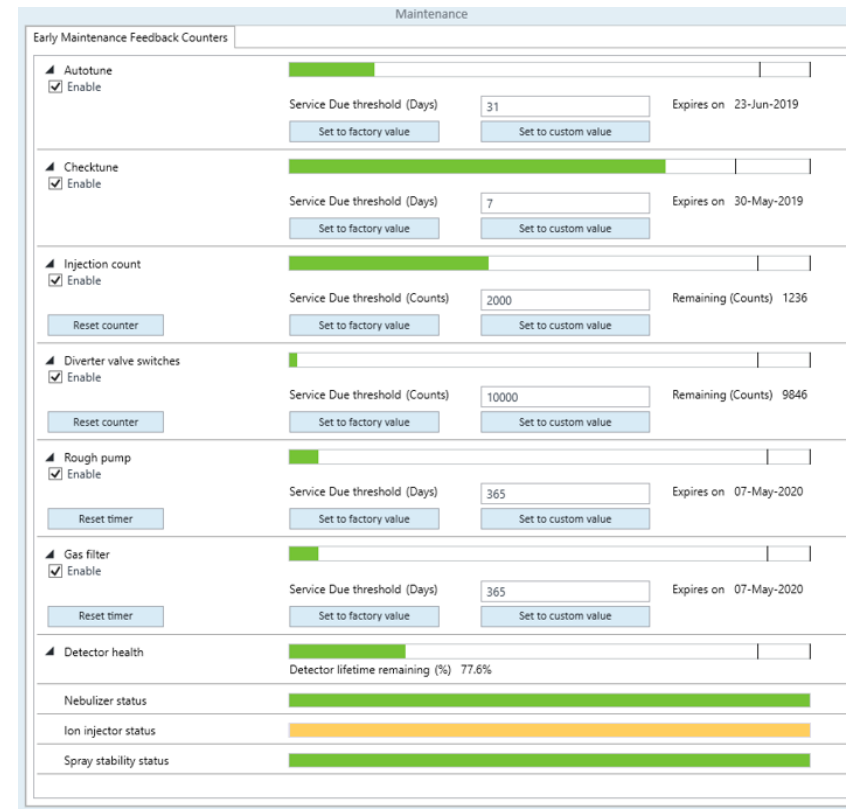 Maintenance
Early Maintenance Feedback Counters
Autotune
Enable
Service Due threshold (Days) 31 Expires on 23-Jun-2019
Set to factory value Set to custom value
Checktune
Enable
Service Due threshold (Days) 7 Expires on 30-May-2019
Set to factory value Set to custom value
Injection count
Enable
Service Due threshold (Counts) 2000 Remaining (Counts) 1236
Reset counter Set to factory value Set to custom value
Diverter valve switches
Enable
Service Due threshold (Counts) 10000 Remaining (Counts) 9846
Reset counter Set to factory value Set to custom value
Rough pump
Enable
Service Due threshold (Days) 365 Expires on 07-May-2020
Reset timer Set to factory value Set to custom value
Gas filter
Enable
Service Due threshold (Days) 365 Expires on 07-May-2020
Reset timer Set to factory value Set to custom value
Detector health
Detector lifetime remaining (%) 77.6%
Nebulizer status
Ion injector status
Spray stability status